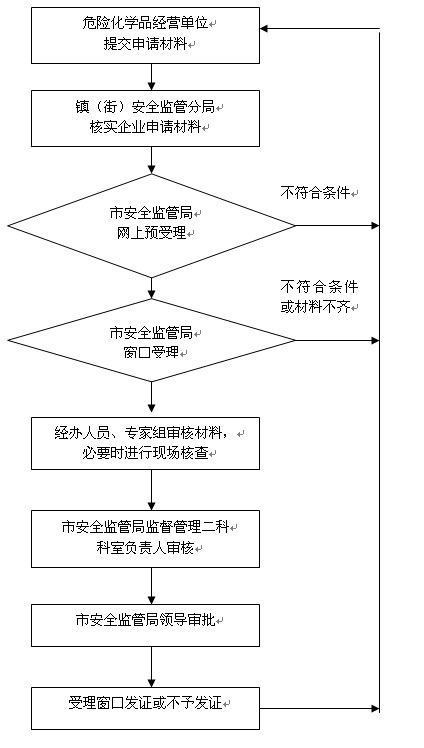 危险化学品经营单位
提交申请材料
镇（街）安全监管分局
核实企业申请材料
不符合条件
市安全监管局
网上预受理
不符合条件
或材料不齐
市安全监管局
窗口受理
经办人员、专家组审核材料，
必要时进行现场核查
市安全监管局监督管理二科
科室负责人审核
市安全监管局领导审批
受理窗口发证或不予发证